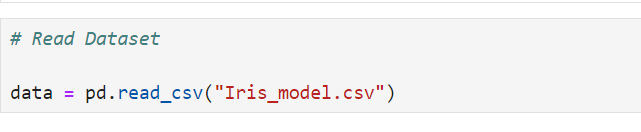 # Read Dataset
data = pd.read_csv("Iris_model.csv")